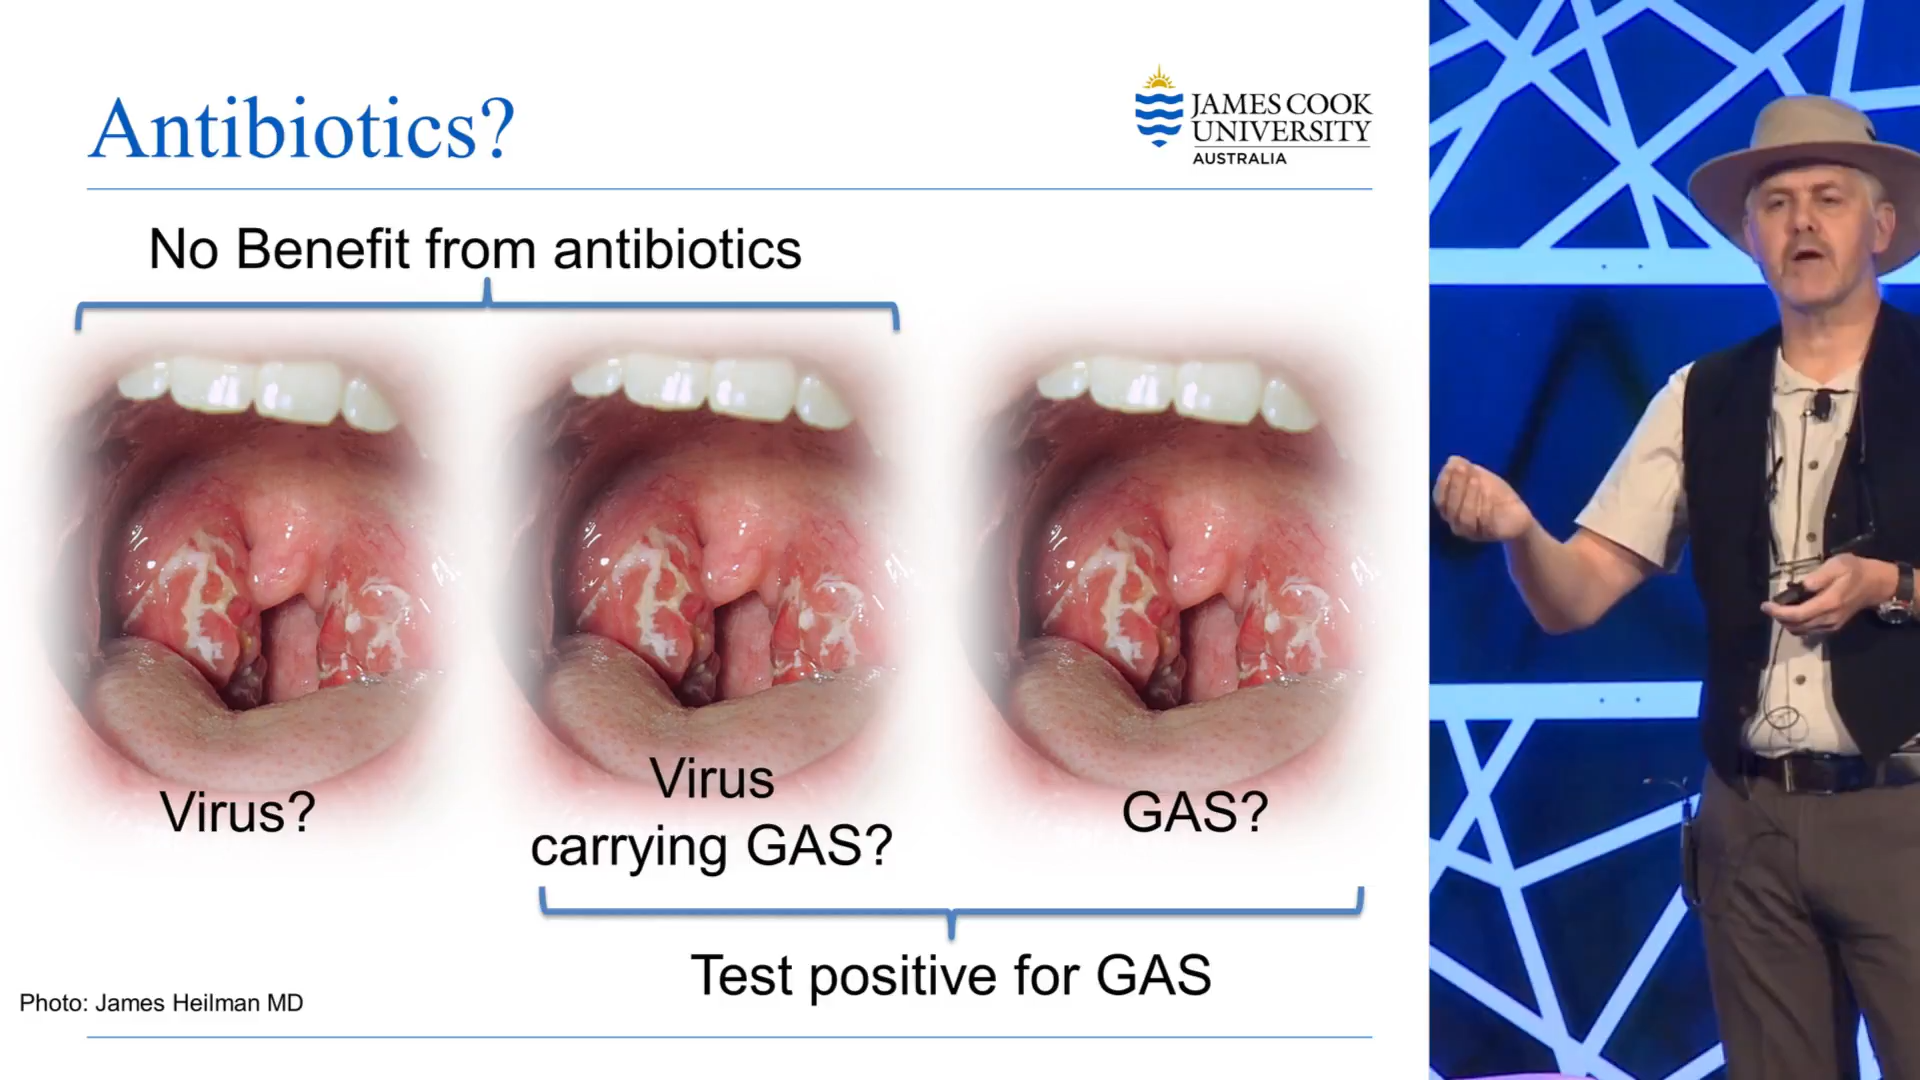 Antibiotics?
JAMES COOK
UNIVERSITY
AUSTRALIA
No Benefit from antibiotics
Virus?
Virus
carrying GAS?
GAS?
Test positive for GAS
Photo: James Heilman MD